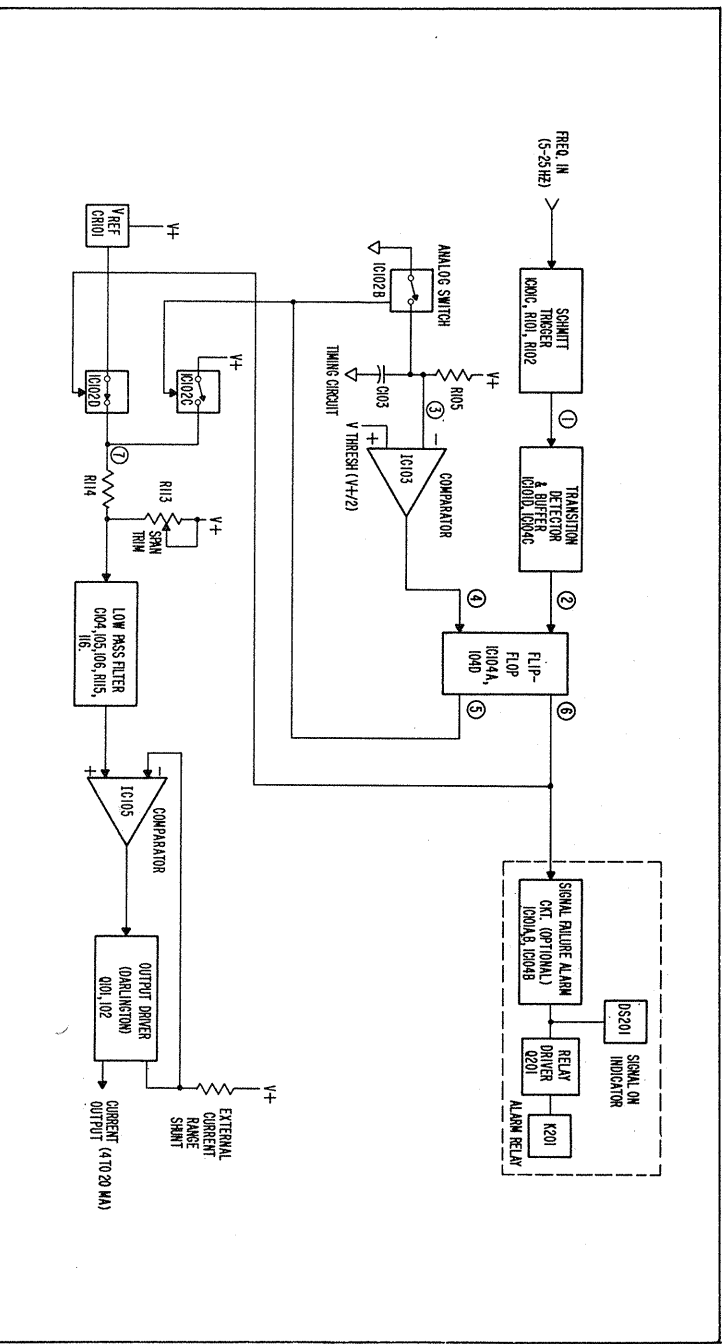 FREQ. IN
(5-25 HZ)
SCHMITT
TRIGGER
IC101C, R101, R102
①
TRANSITION
DETECTOR
& BUFFER
IC101D, IC104C
②
FLIP-
FLOP
IC104A,
104D
④
⑤
⑥
SIGNAL FAILURE ALARM
CKT. (OPTIONAL)
IC101A,B, IC104B
DS201
SIGNAL ON
INDICATOR
RELAY
DRIVER
Q201
K201
ALARM RELAY
ANALOG SWITCH
IC102B
V+
R105
C103
TIMING CIRCUIT
③
−
+
IC103
COMPARATOR
V THRESH (V+/2)
V+
V REF
CR101
V+
IC102C
IC102D
⑦
R114
V+
R113
SPAN
TRIM
LOW PASS FILTER
C104, 105, 106, R115,
116.
−
+
IC105
COMPARATOR
OUTPUT DRIVER
(DARLINGTON)
Q101, 102
V+
EXTERNAL
CURRENT
RANGE
SHUNT
CURRENT
OUTPUT (4 TO 20 MA)